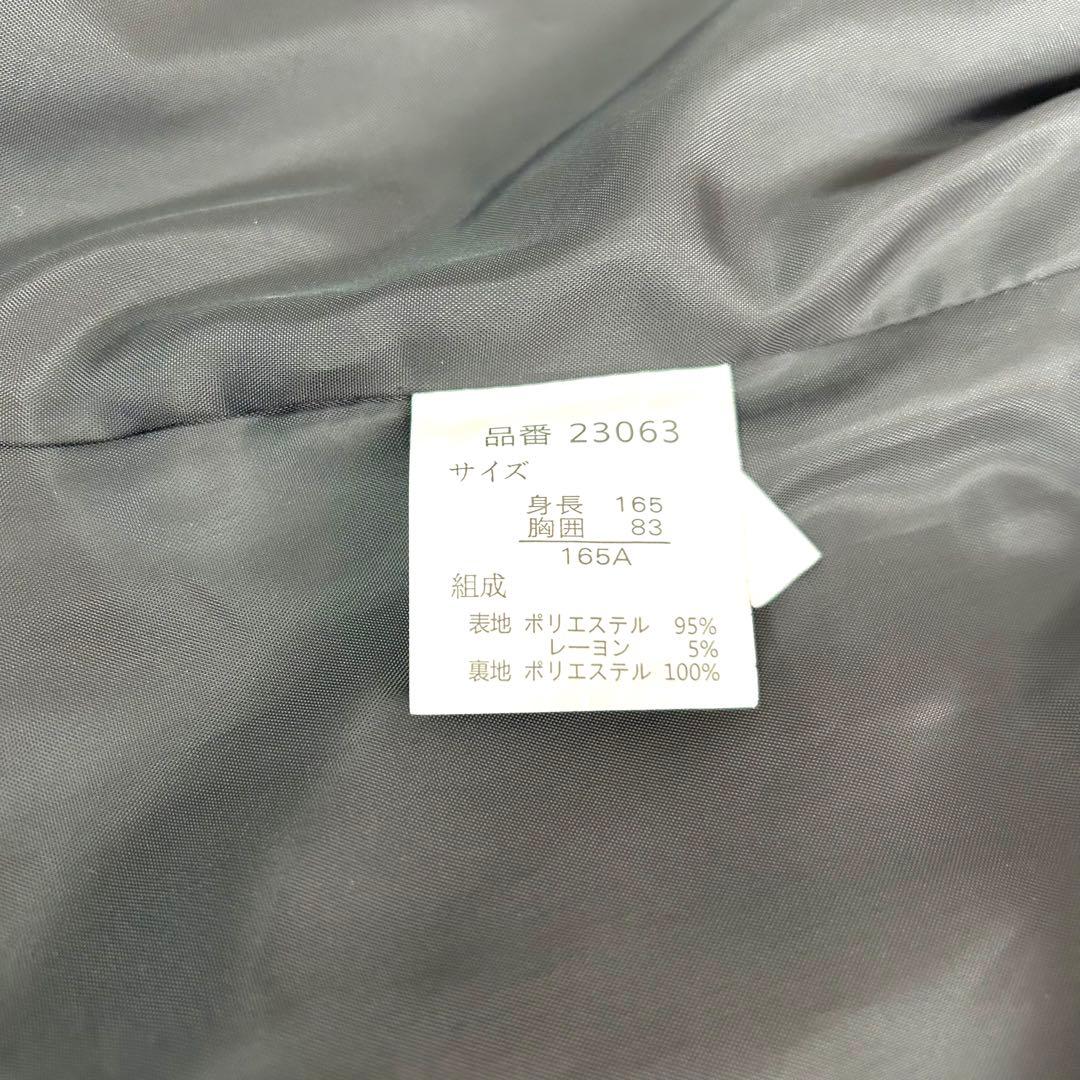 品番 23063
サイズ
身長 165
胸囲 83
165A
組成
表地 ポリエステル 95%
レーヨン 5%
裏地 ポリエステル 100%